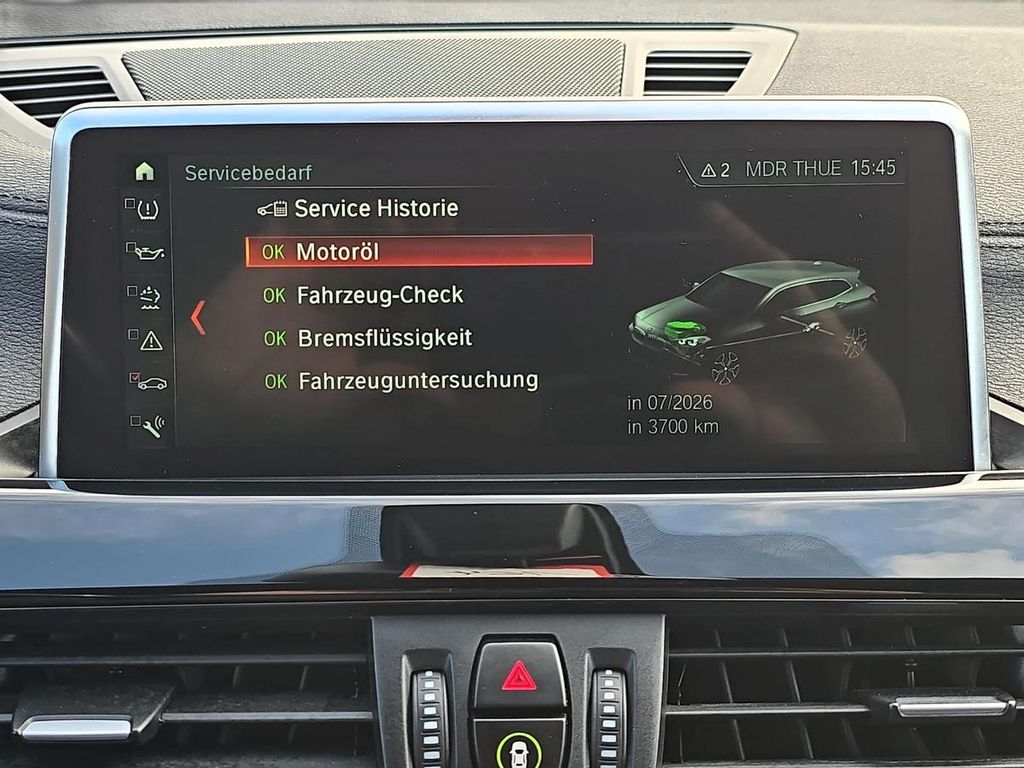 Servicebedarf
2 MDR THUE 15:45
Service Historie
OK Motoröl
OK Fahrzeug-Check
OK Bremsflüssigkeit
OK Fahrzeuguntersuchung
in 07/2026
in 3700 km